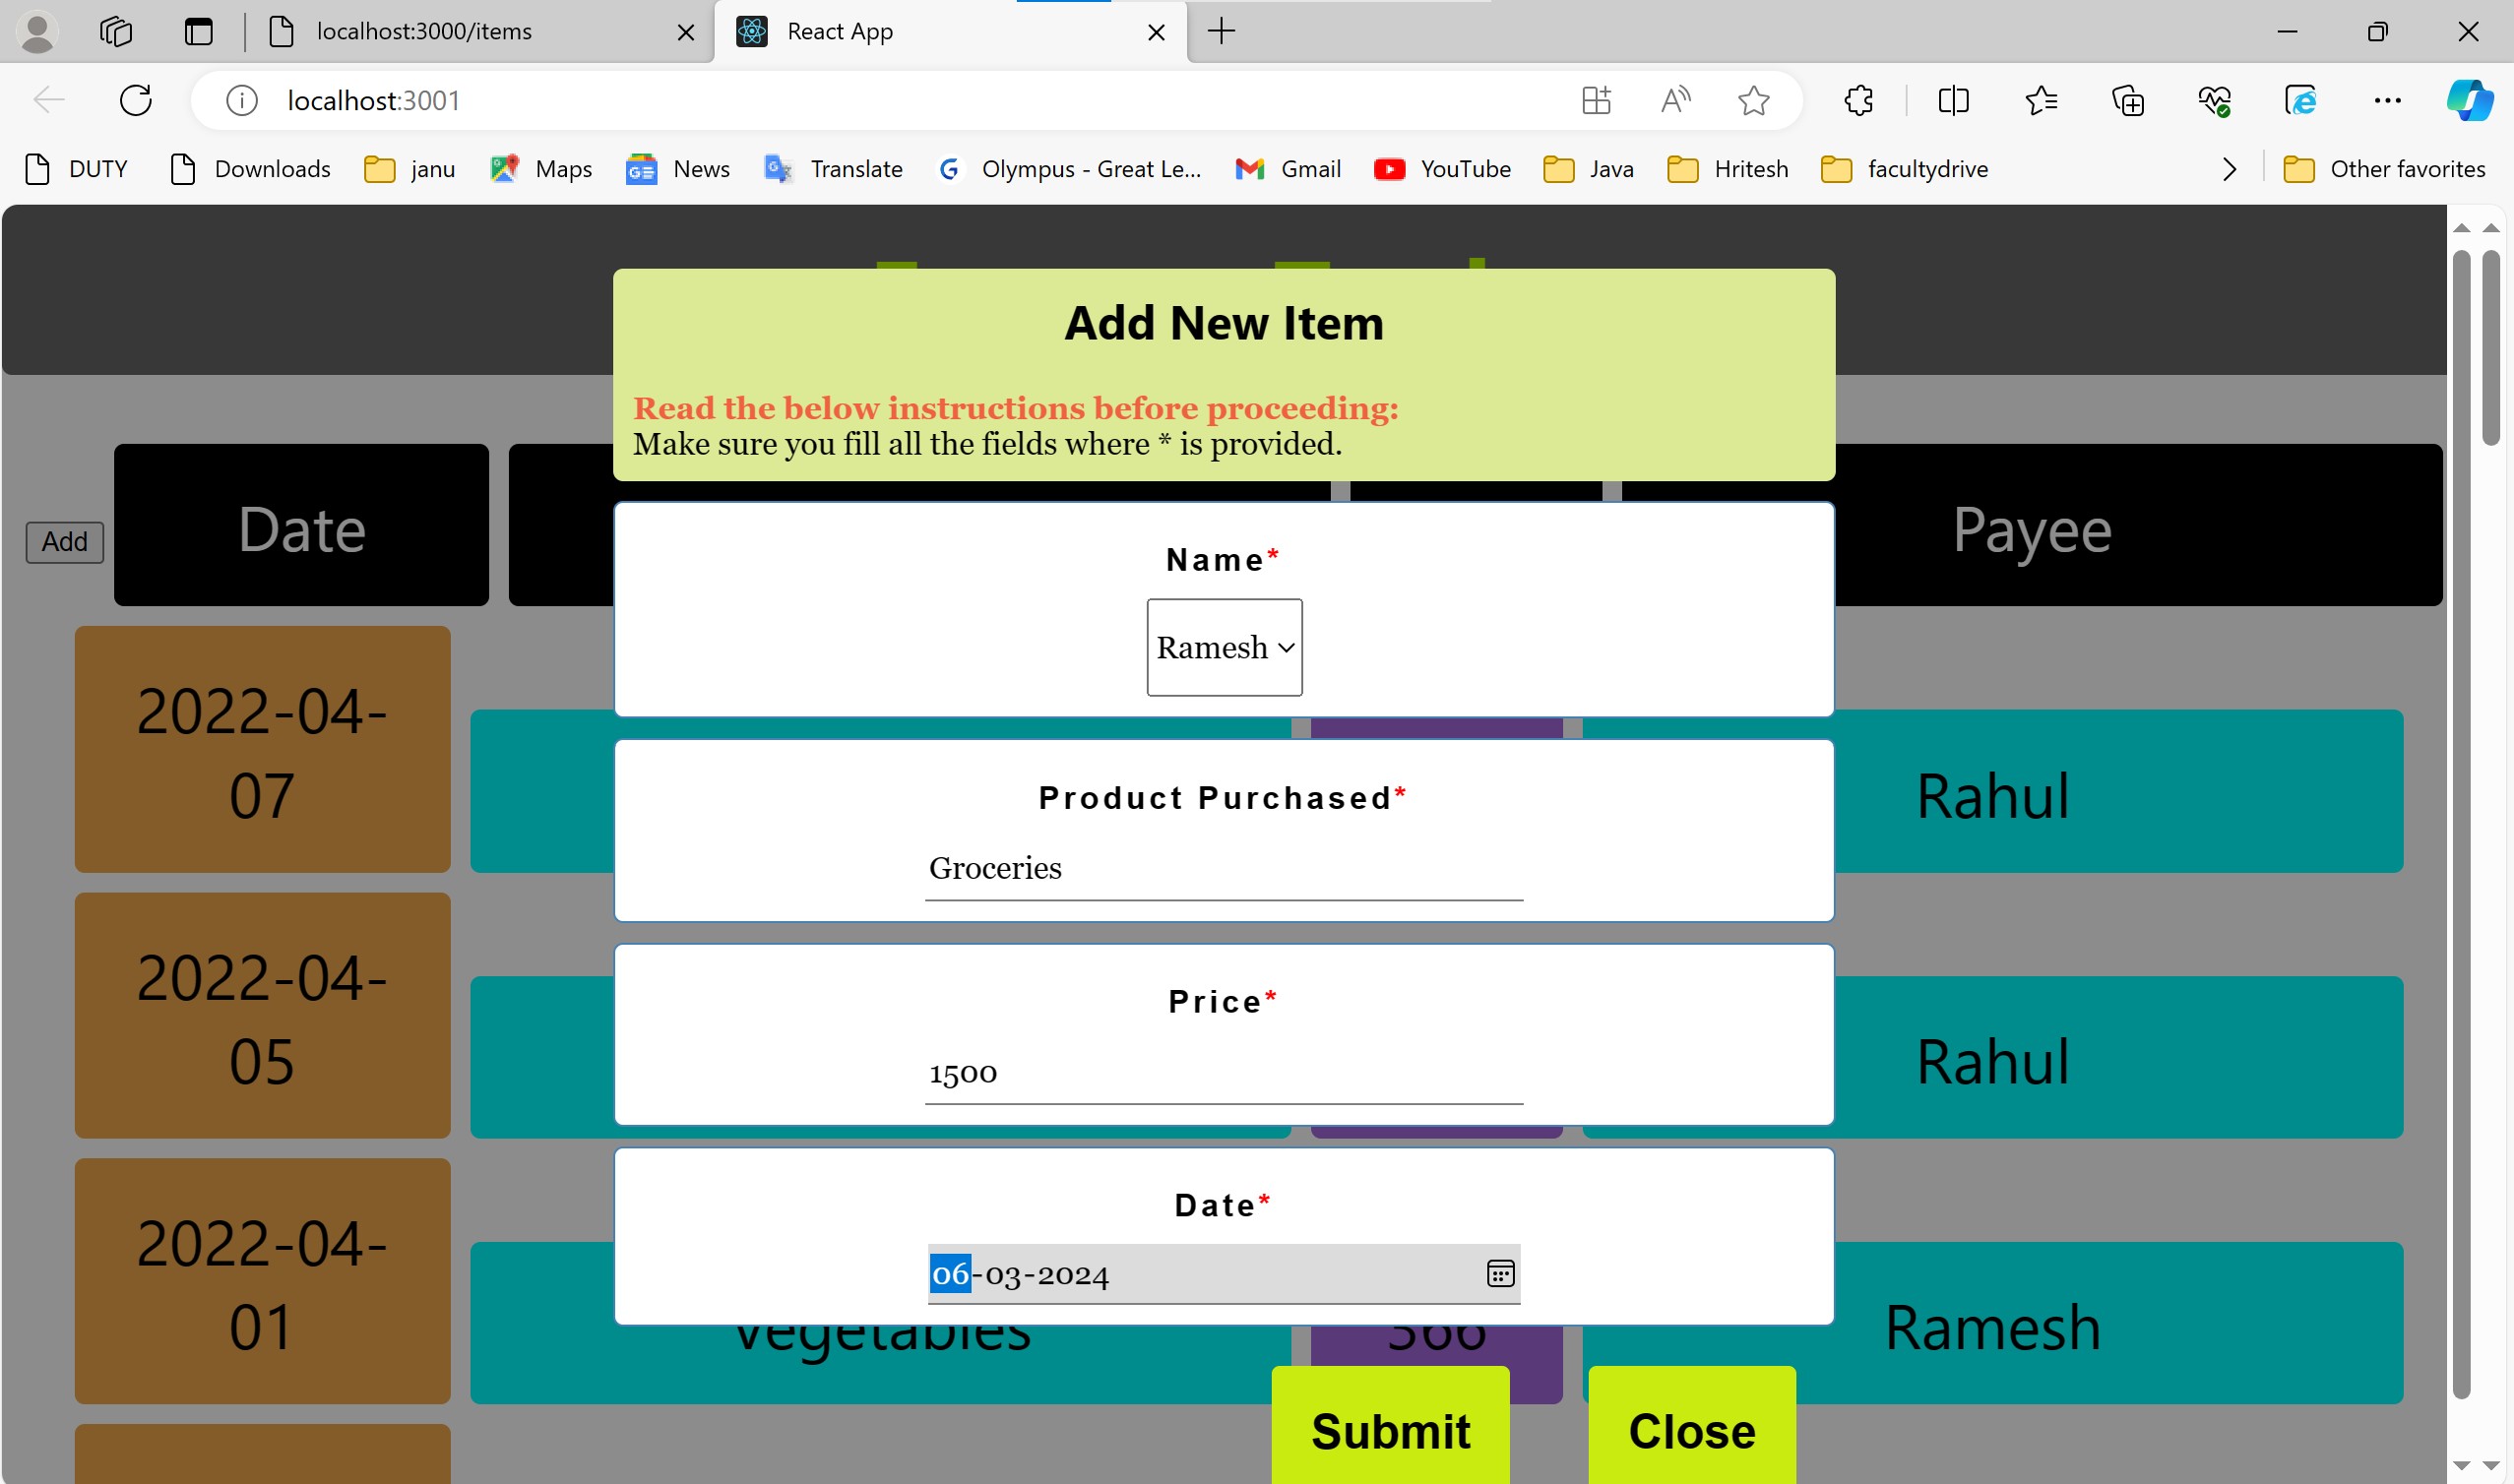 localhost:3000/items
React App
localhost:3001
DUTY
Downloads
janu
Maps
News
Translate
Olympus - Great Le...
Gmail
YouTube
Java
Hritesh
facultydrive
Other favorites
Add New Item
Read the below instructions before proceeding:
Make sure you fill all the fields where * is provided.
Add
Date
Payee
Name*
Ramesh
2022-04-
07
Rahul
Product Purchased*
Groceries
2022-04-
05
Rahul
Price*
1500
Date*
06-03-2024
2022-04-
01
vegetables
366
Ramesh
Submit
Close